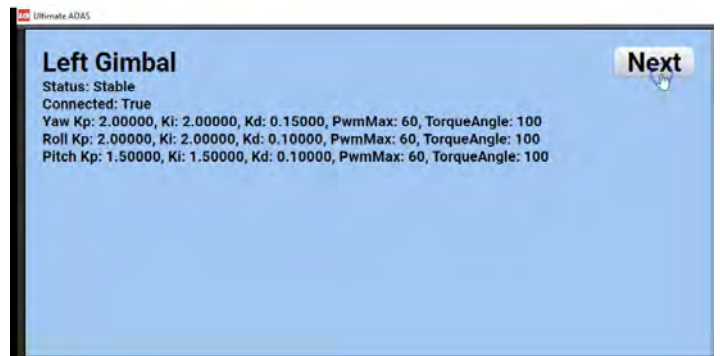 Ultimate ADAS
Left Gimbal
Next
Status: Stable
Connected: True
Yaw Kp: 2.00000, Ki: 2.00000, Kd: 0.15000, PwmMax: 60, TorqueAngle: 100
Roll Kp: 2.00000, Ki: 2.00000, Kd: 0.10000, PwmMax: 60, TorqueAngle: 100
Pitch Kp: 1.50000, Ki: 1.50000, Kd: 0.10000, PwmMax: 60, TorqueAngle: 100